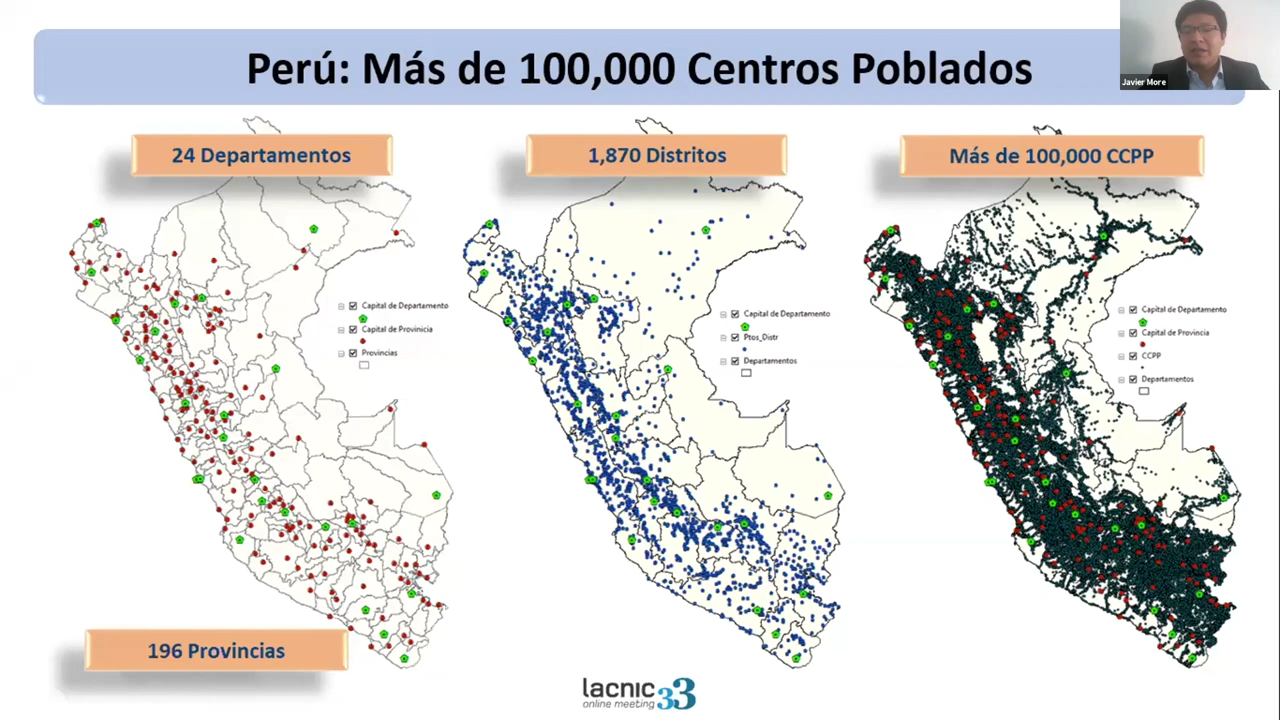 Perú: Más de 100,000 Centros Poblados
Javier More
24 Departamentos
1,870 Distritos
Más de 100,000 CCPP
Capital de Departamento
Capital de Provinicia
Provincias
Capital de Departamento
Ptos_Distr
Departamentos
Capital de Departamento
Capital de Provincia
CCPP
Departamentos
196 Provincias
lacnic 33
online meeting